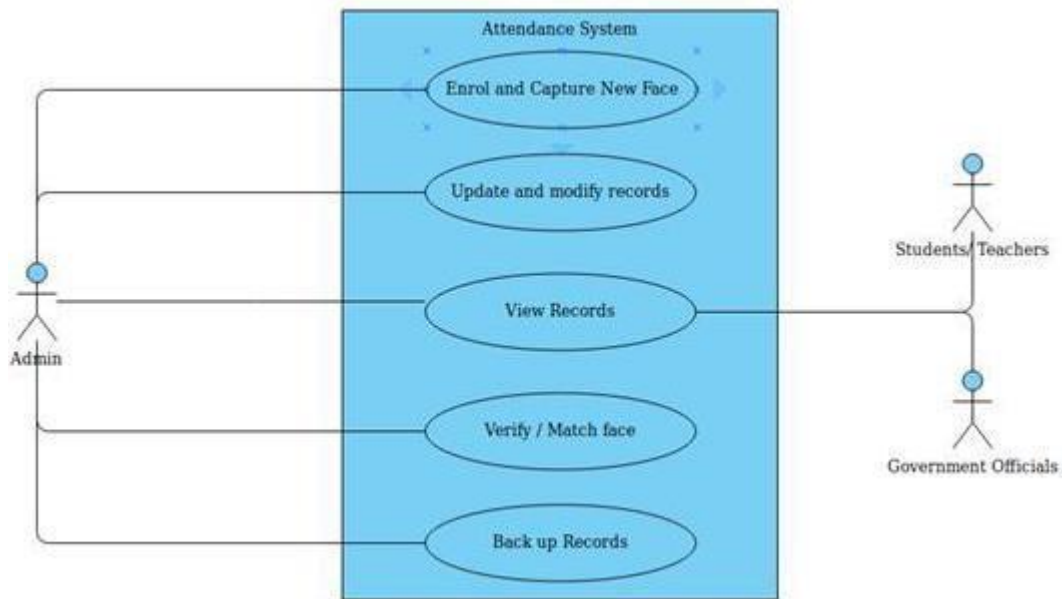 Attendance System
Enrol and Capture New Face
Update and modify records
Students/ Teachers
View Records
Admin
Verify / Match face
Government Officials
Back up Records